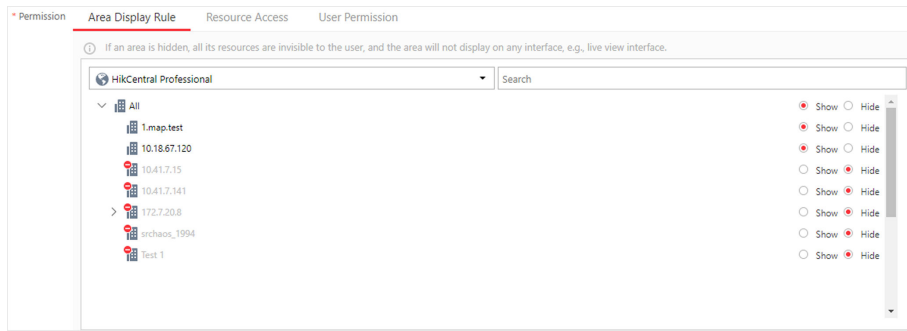 * Permission Area Display Rule Resource Access User Permission
If an area is hidden, all its resources are invisible to the user, and the area will not display on any interface, e.g., live view interface.
HikCentral Professional Search
All Show Hide
1.map.test Show Hide
10.18.67.120 Show Hide
10.41.7.15 Show Hide
10.41.7.141 Show Hide
172.7.20.8 Show Hide
srchaos_1994 Show Hide
Test 1 Show Hide